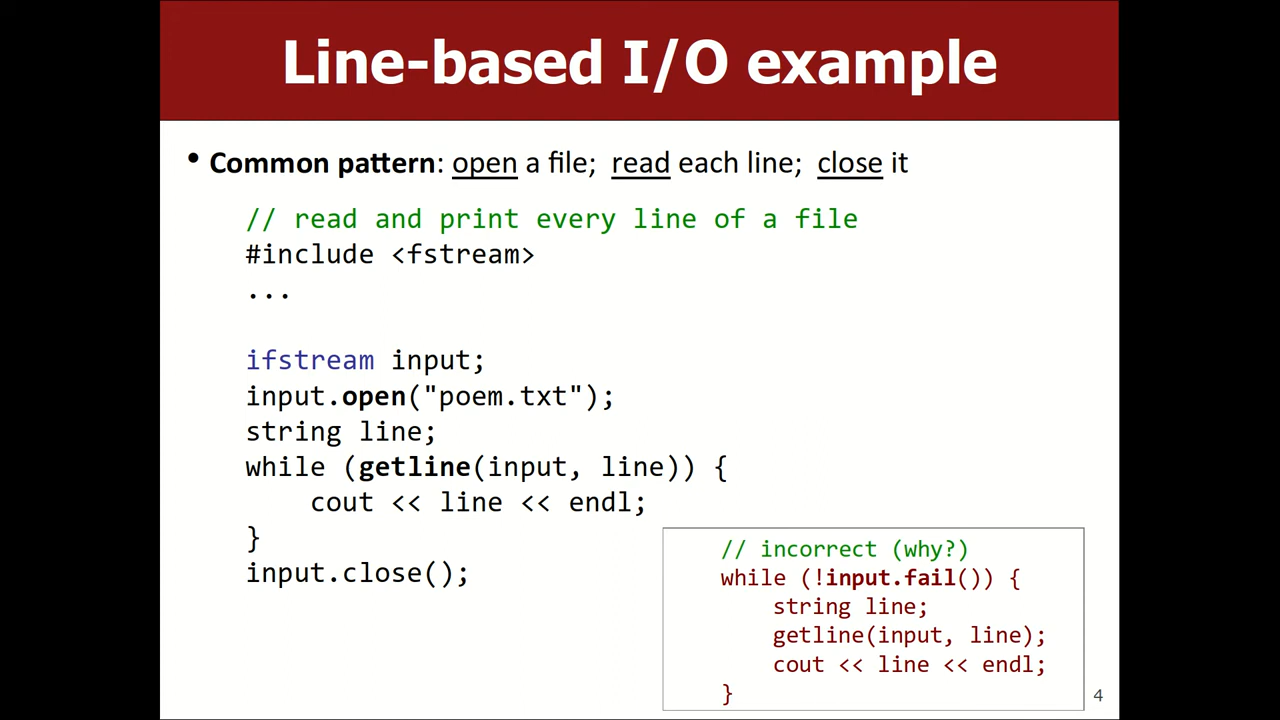 Line-based I/O example
• Common pattern: open a file; read each line; close it
// read and print every line of a file
#include <fstream>
...
ifstream input;
input.open("poem.txt");
string line;
while (getline(input, line)) {
    cout << line << endl;
}
input.close();
// incorrect (why?)
while (!input.fail()) {
    string line;
    getline(input, line);
    cout << line << endl;
}
4